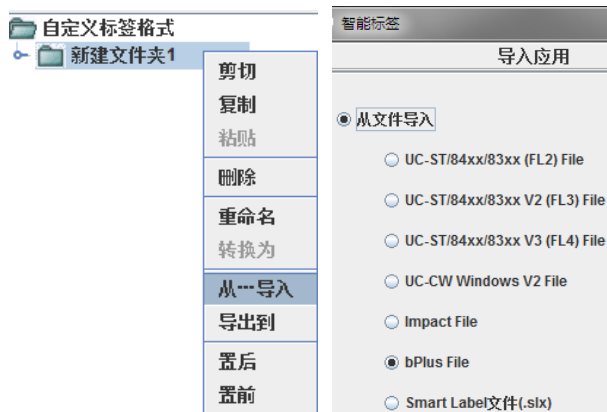 自定义标签格式
新建文件夹1
剪切
复制
粘贴
删除
重命名
转换为
从…导入
导出到
置后
置前
智能标签
导入应用
从文件导入
UC-ST/84xx/83xx (FL2) File
UC-ST/84xx/83xx V2 (FL3) File
UC-ST/84xx/83xx V3 (FL4) File
UC-CW Windows V2 File
Impact File
bPlus File
Smart Label文件(.slx)